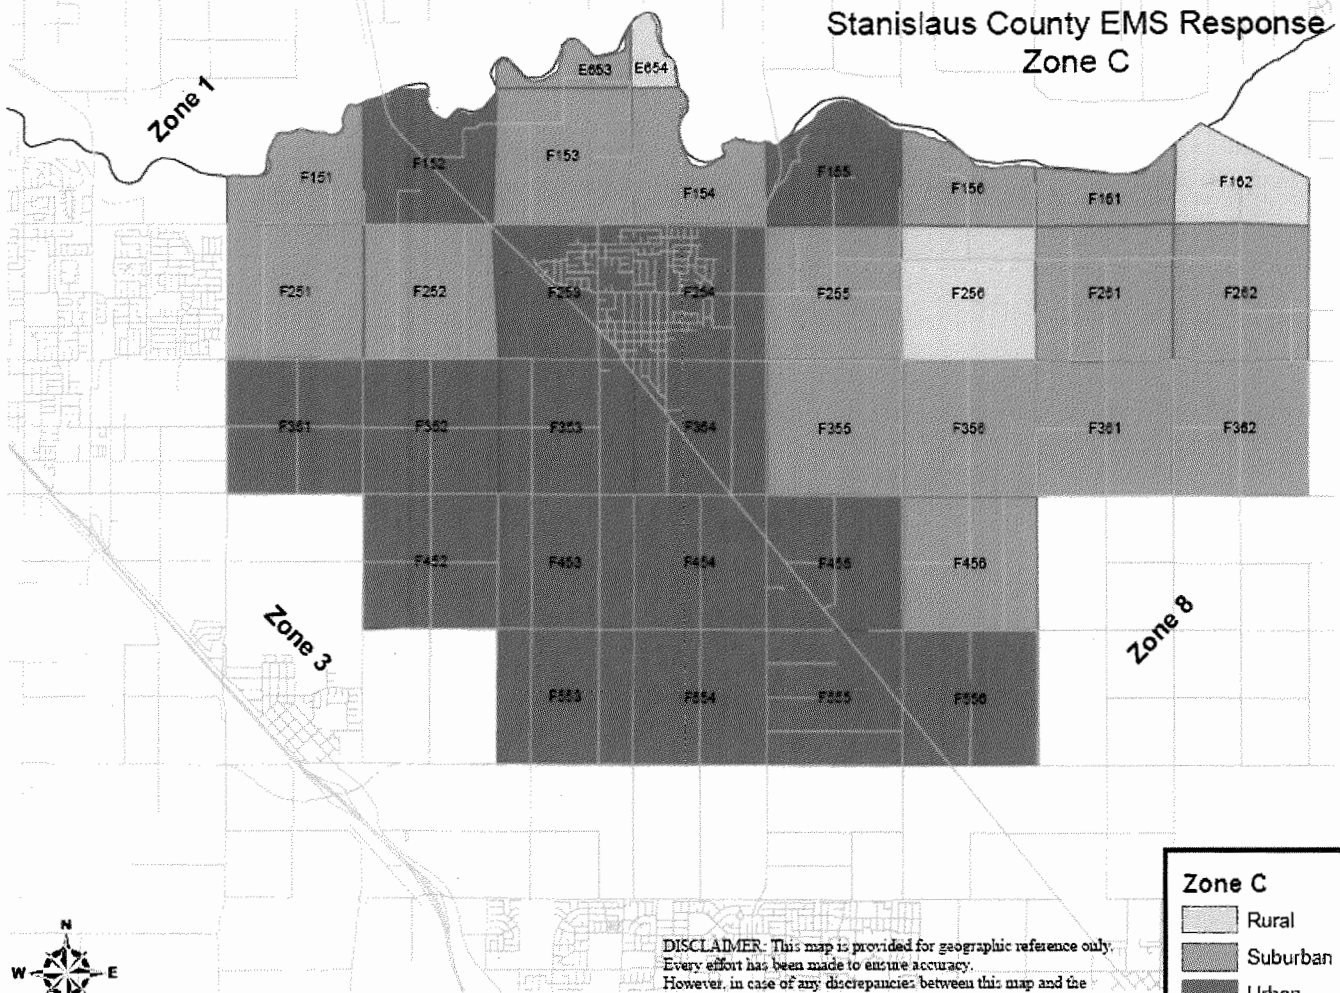 Stanislaus County EMS Response
Zone C
Zone 1
E653 E654
F151 F152 F153 F154 F155 F156 F161 F162
F251 F252 F253 F254 F255 F256 F261 F262
F351 F352 F353 F354 F355 F356 F361 F362
F452 F453 F454 F455 F456
Zone 3
Zone 8
F553 F554 F555 F556
Zone C
Rural
Suburban
Urban
N
W E
DISCLAIMER: This map is provided for geographic reference only.
Every effort has been made to ensure accuracy.
However, in case of any discrepancies between this map and the